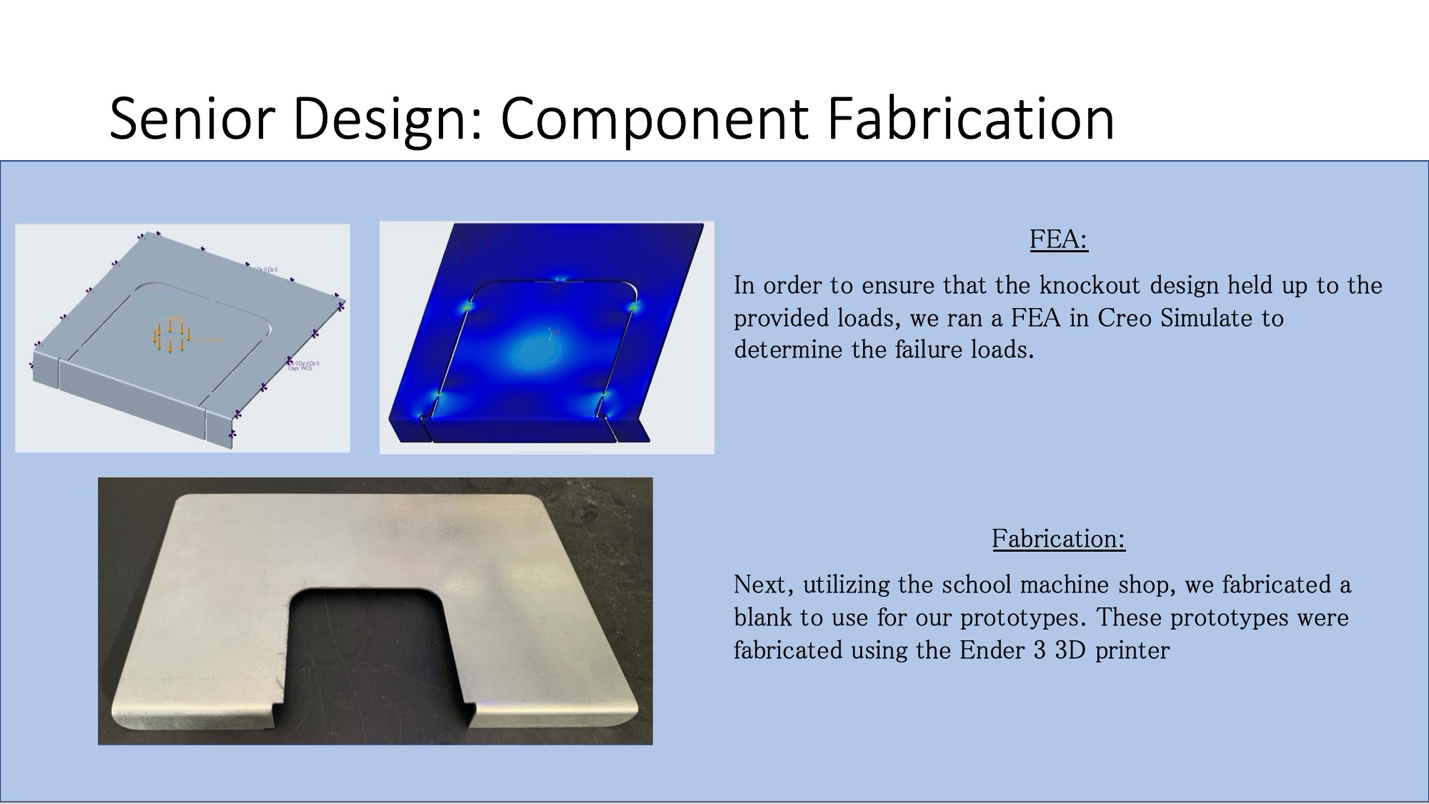 Senior Design: Component Fabrication
FEA:
In order to ensure that the knockout design held up to the
provided loads, we ran a FEA in Creo Simulate to
determine the failure loads.
Fabrication:
Next, utilizing the school machine shop, we fabricated a
blank to use for our prototypes. These prototypes were
fabricated using the Ender 3 3D printer